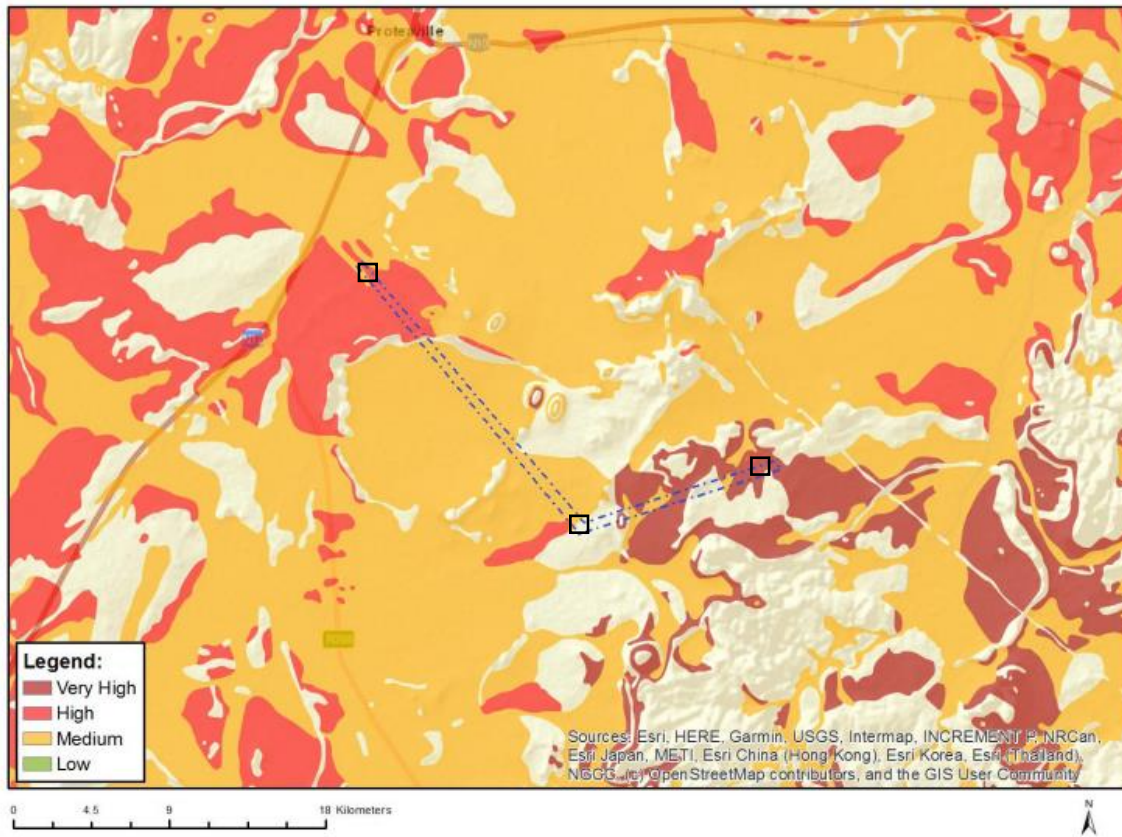 Proteaville
N10
Legend:
Very High
High
Medium
Low
Sources: Esri, HERE, Garmin, USGS, Intermap, INCREMENT P, NRCan,
Esri Japan, METI, Esri China (Hong Kong), Esri Korea, Esri (Thailand),
NGCC, (c) OpenStreetMap contributors, and the GIS User Community
0 4.5 9 18 Kilometers
N